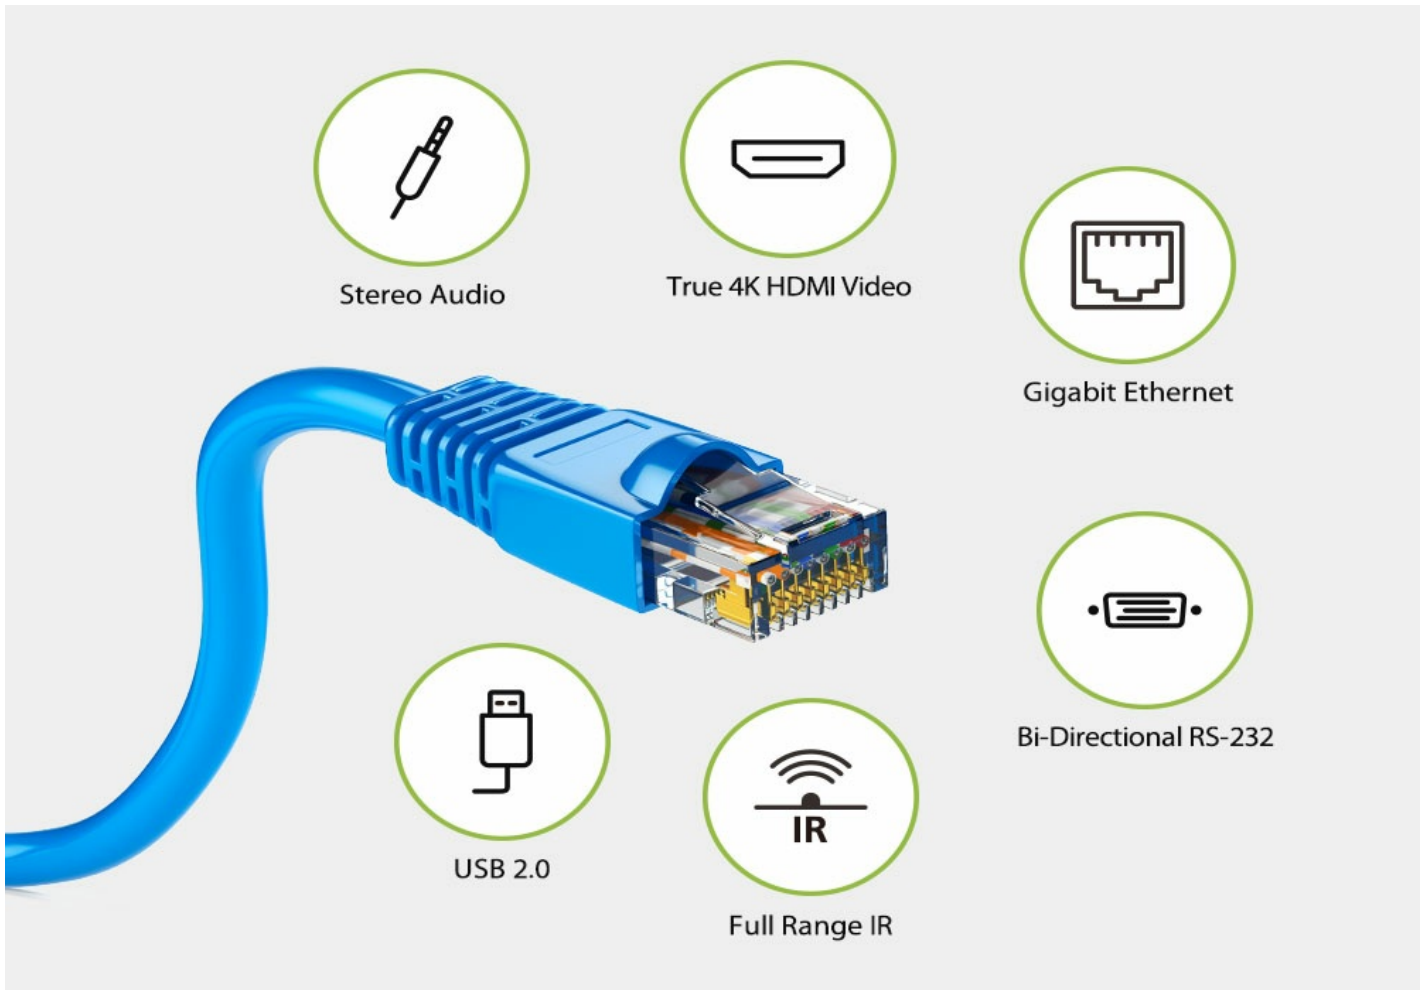 Stereo Audio
True 4K HDMI Video
Gigabit Ethernet
Bi-Directional RS-232
USB 2.0
IR
Full Range IR